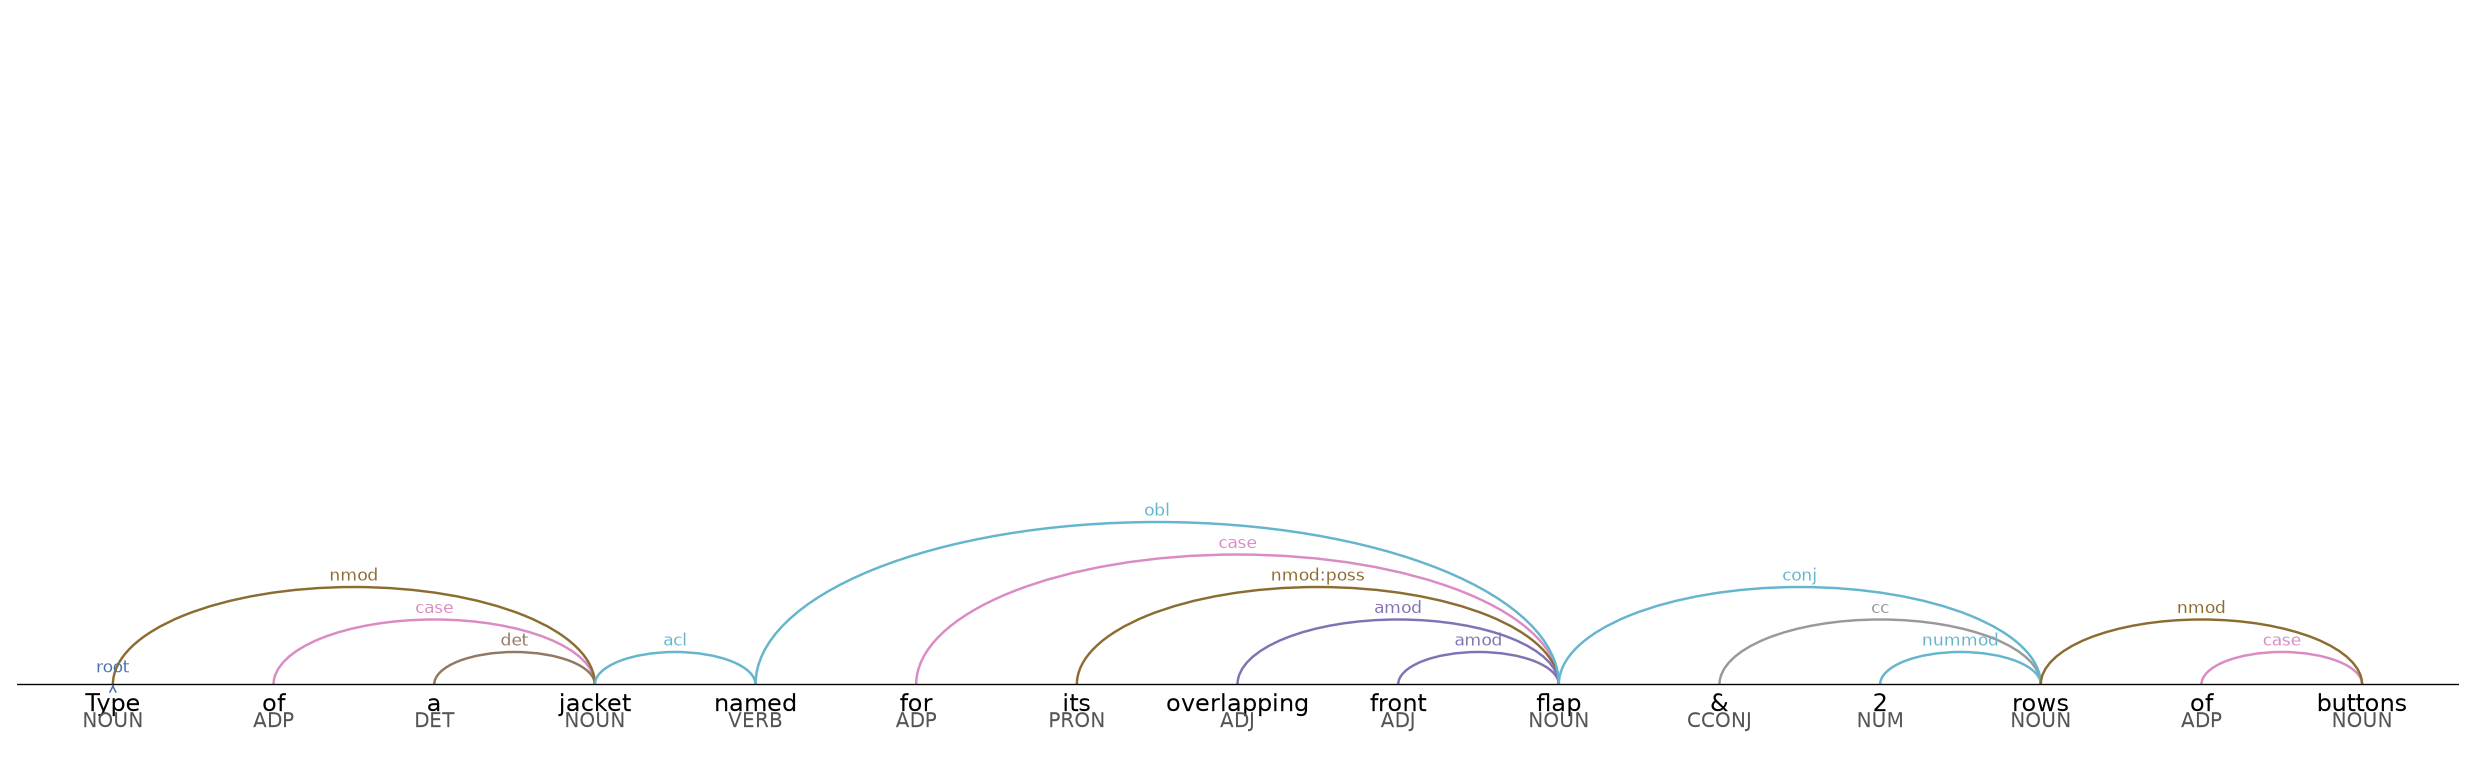 obl
case
nmod nmod:poss conj
case amod cc nmod
det acl amod nummod case
root
Type of a jacket named for its overlapping front flap & 2 rows of buttons
NOUN ADP DET NOUN VERB ADP PRON ADJ ADJ NOUN CCONJ NUM NOUN ADP NOUN